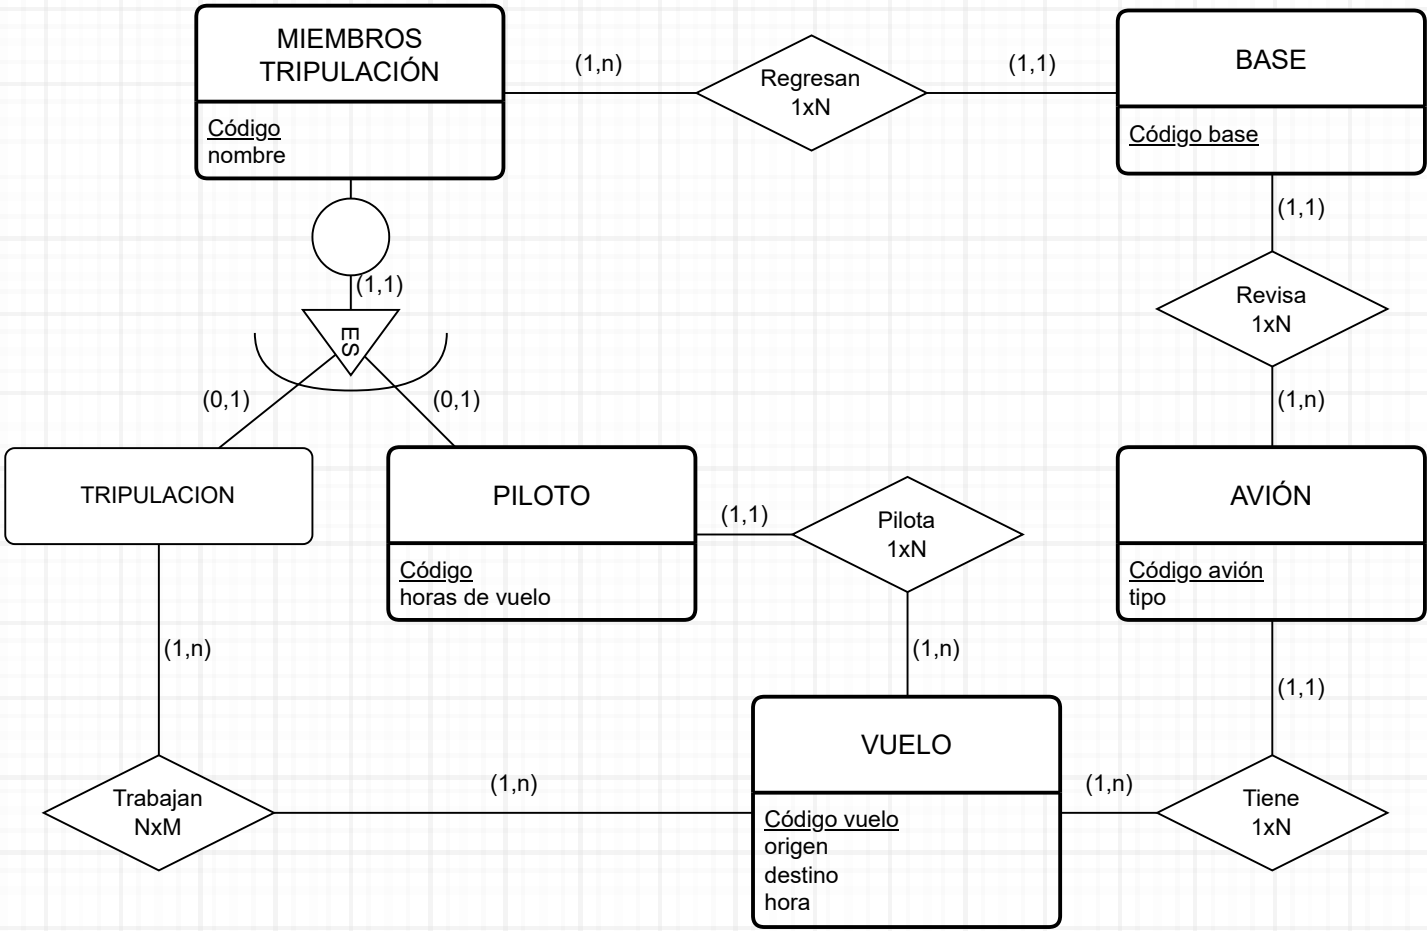 MIEMBROS
TRIPULACIÓN
Código
nombre
(1,n)
Regresan
1xN
(1,1)
BASE
Código base
(1,1)
Revisa
1xN
(1,n)
(1,1)
ES
(0,1)
(0,1)
TRIPULACION
PILOTO
Código
horas de vuelo
(1,1)
Pilota
1xN
(1,n)
AVIÓN
Código avión
tipo
(1,1)
(1,n)
Trabajan
NxM
(1,n)
VUELO
Código vuelo
origen
destino
hora
(1,n)
Tiene
1xN